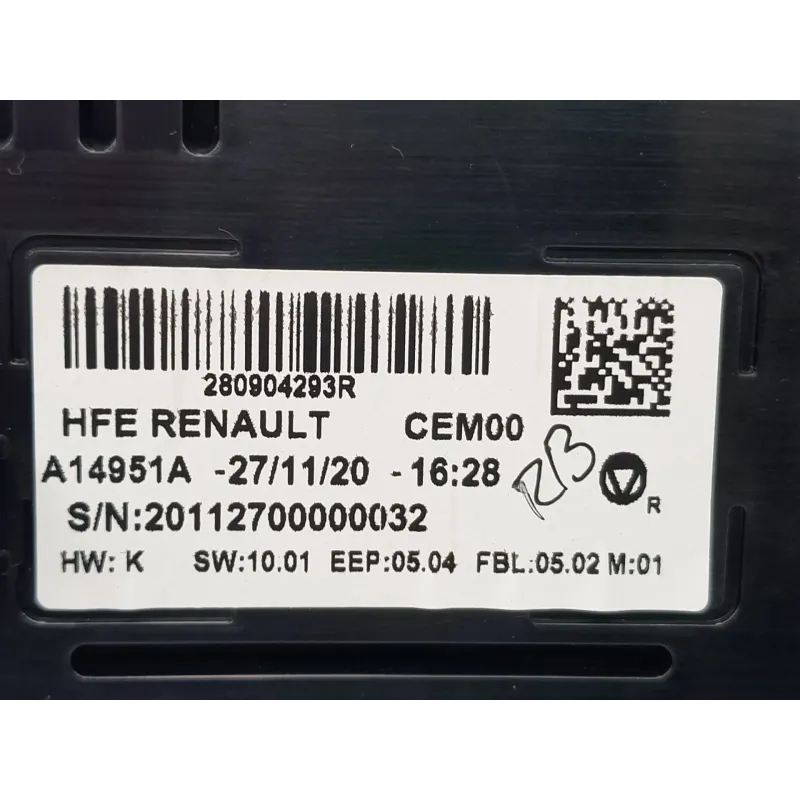 280904293R
HFE RENAULT CEM00
A14951A -27/11/20 -16:28
RB
R
S/N:20112700000032
HW: K SW:10.01 EEP:05.04 FBL:05.02 M:01